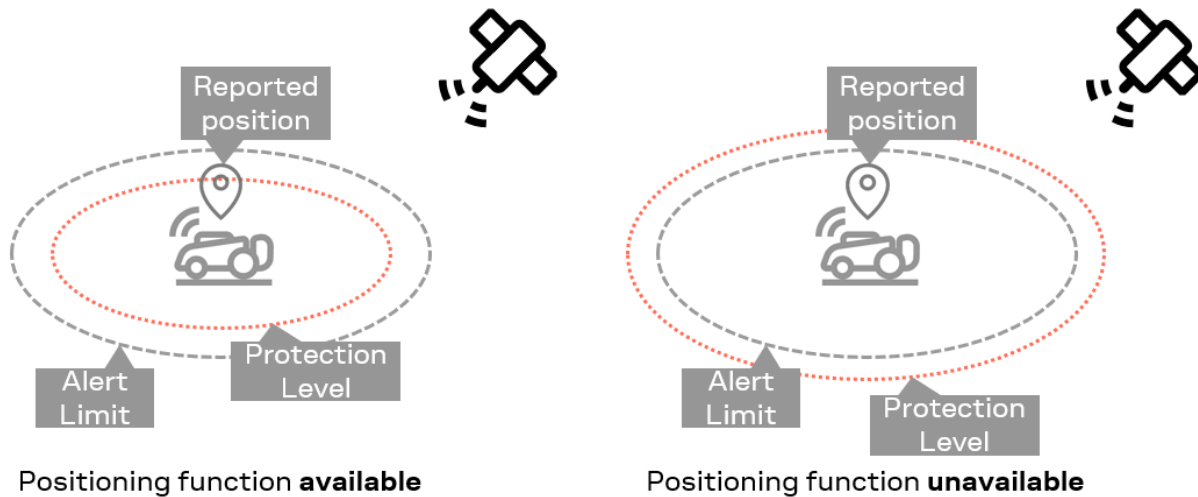 Reported
position
Alert
Limit
Protection
Level
Positioning function available
Reported
position
Alert
Limit
Protection
Level
Positioning function unavailable